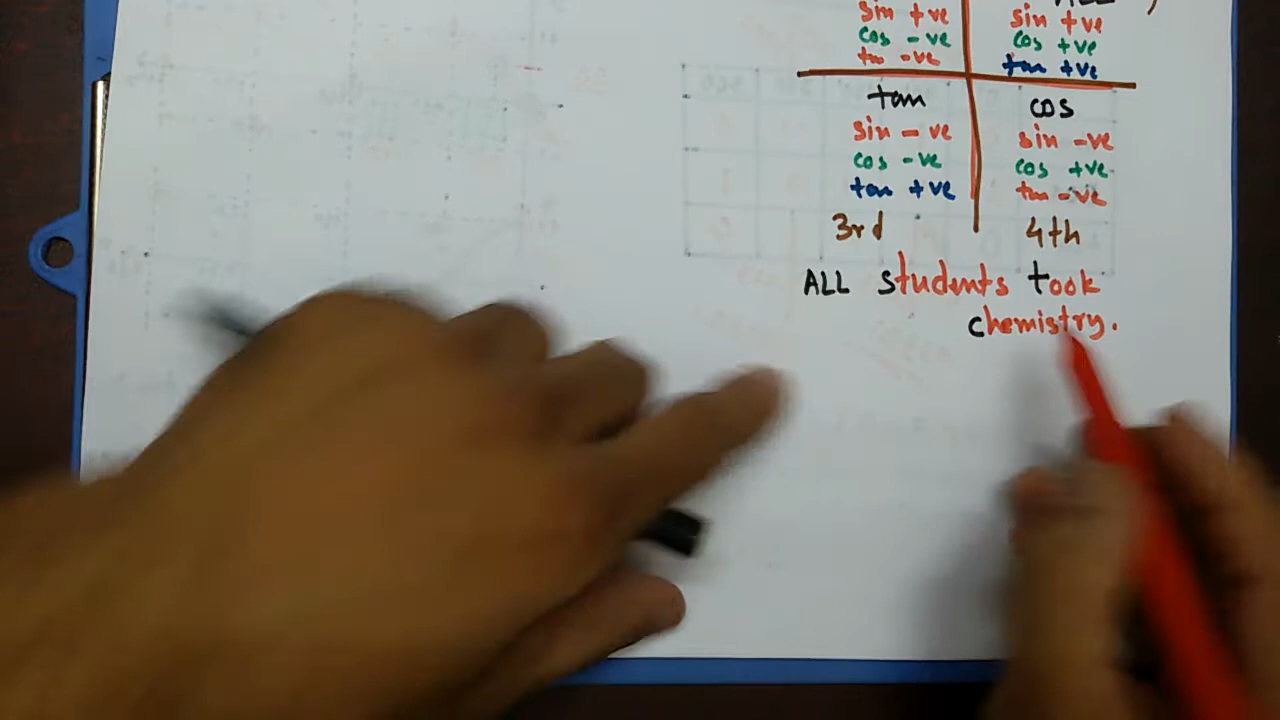 ALL
sin +ve sin +ve
cos -ve cos +ve
tan -ve tan +ve
tan cos
sin -ve sin -ve
cos -ve cos +ve
tan +ve tan -ve
3rd 4th
ALL students took
chemistry.